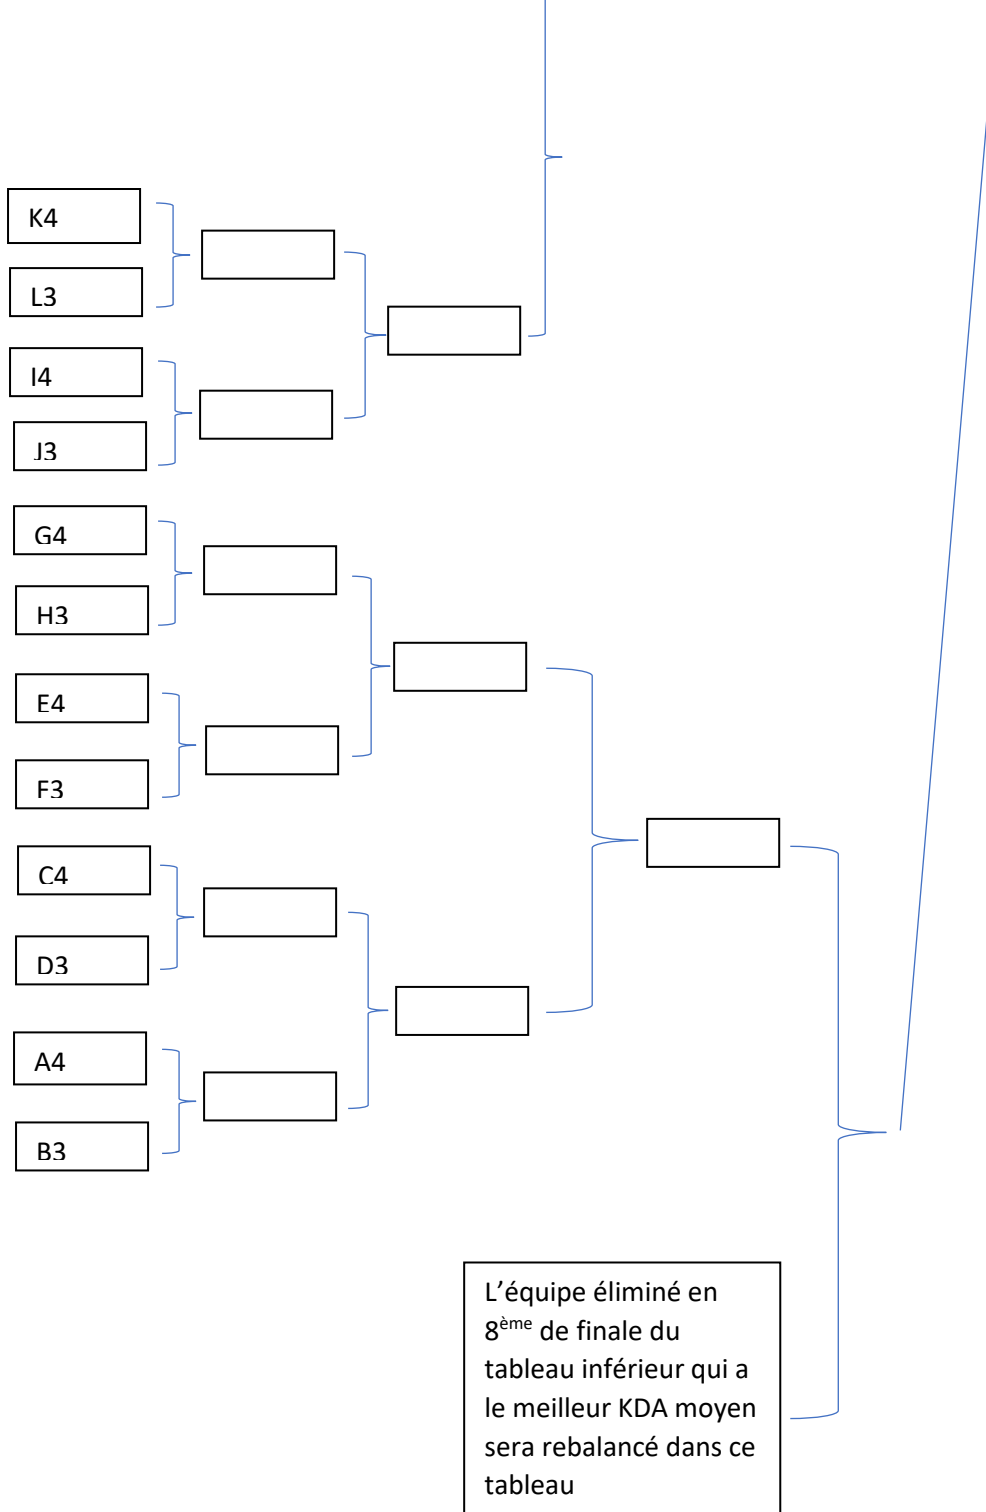 K4
L3
I4
J3
G4
H3
E4
F3
C4
D3
A4
B3
L’équipe éliminé en
8ème de finale du
tableau inférieur qui a
le meilleur KDA moyen
sera rebalancé dans ce
tableau